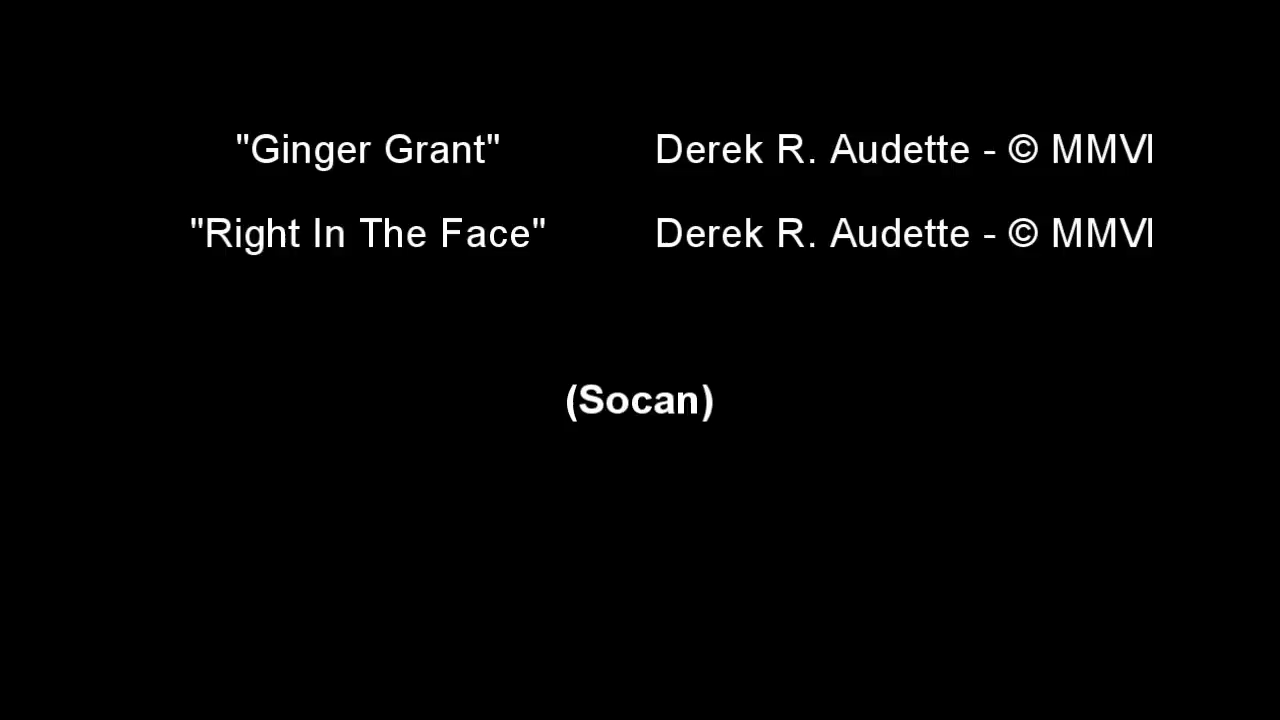 "Ginger Grant" Derek R. Audette - © MMVI
"Right In The Face" Derek R. Audette - © MMVI
(Socan)